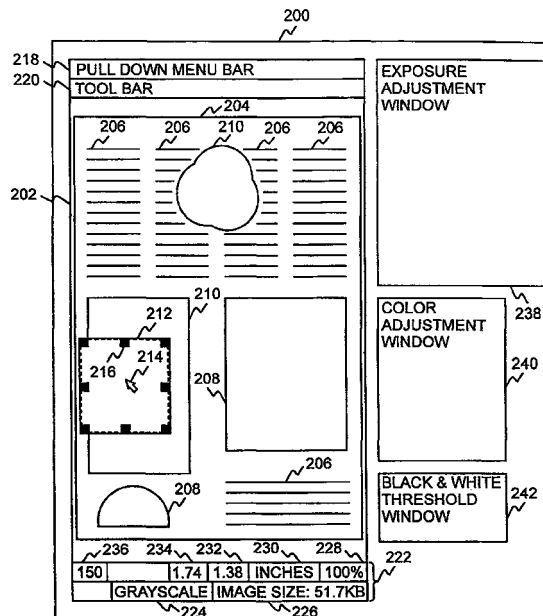 200
218
PULL DOWN MENU BAR
EXPOSURE
ADJUSTMENT
WINDOW
220
TOOL BAR
204
206 206 210 206 206
202
238
212
210
COLOR
ADJUSTMENT
WINDOW
216 214
240
208
206
BLACK & WHITE
THRESHOLD
WINDOW
208
242
236 234 232 230 228
150 1.74 1.38 INCHES 100%
222
GRAYSCALE IMAGE SIZE: 51.7KB
224 226